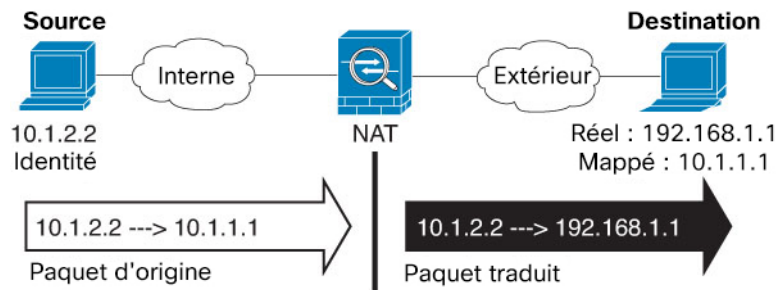 Source
Destination
Interne
Extérieur
10.1.2.2
Identité
NAT
Réel : 192.168.1.1
Mappé : 10.1.1.1
10.1.2.2 ---> 10.1.1.1
10.1.2.2 ---> 192.168.1.1
Paquet d'origine
Paquet traduit